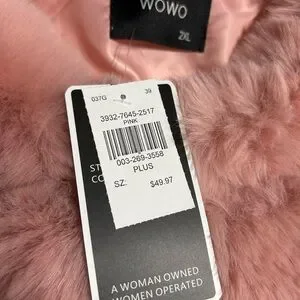 WOWO
2XL
037G 39
3932-7645-2517
PINK
003-269-3558
PLUS
SZ:
$49.97
A WOMAN OWNED
WOMEN OPERATED